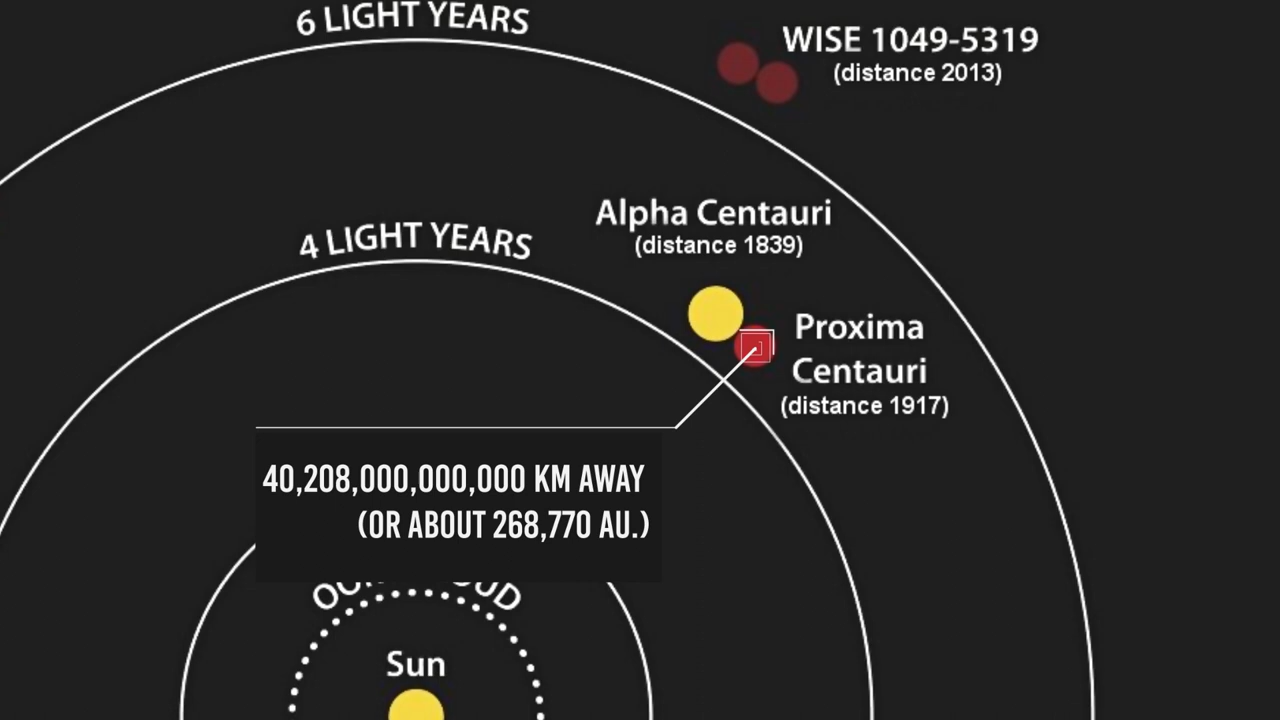 6 LIGHT YEARS
WISE 1049-5319
(distance 2013)
Alpha Centauri
(distance 1839)
4 LIGHT YEARS
Proxima
Centauri
(distance 1917)
40,208,000,000,000 KM AWAY
(OR ABOUT 268,770 AU.)
Sun